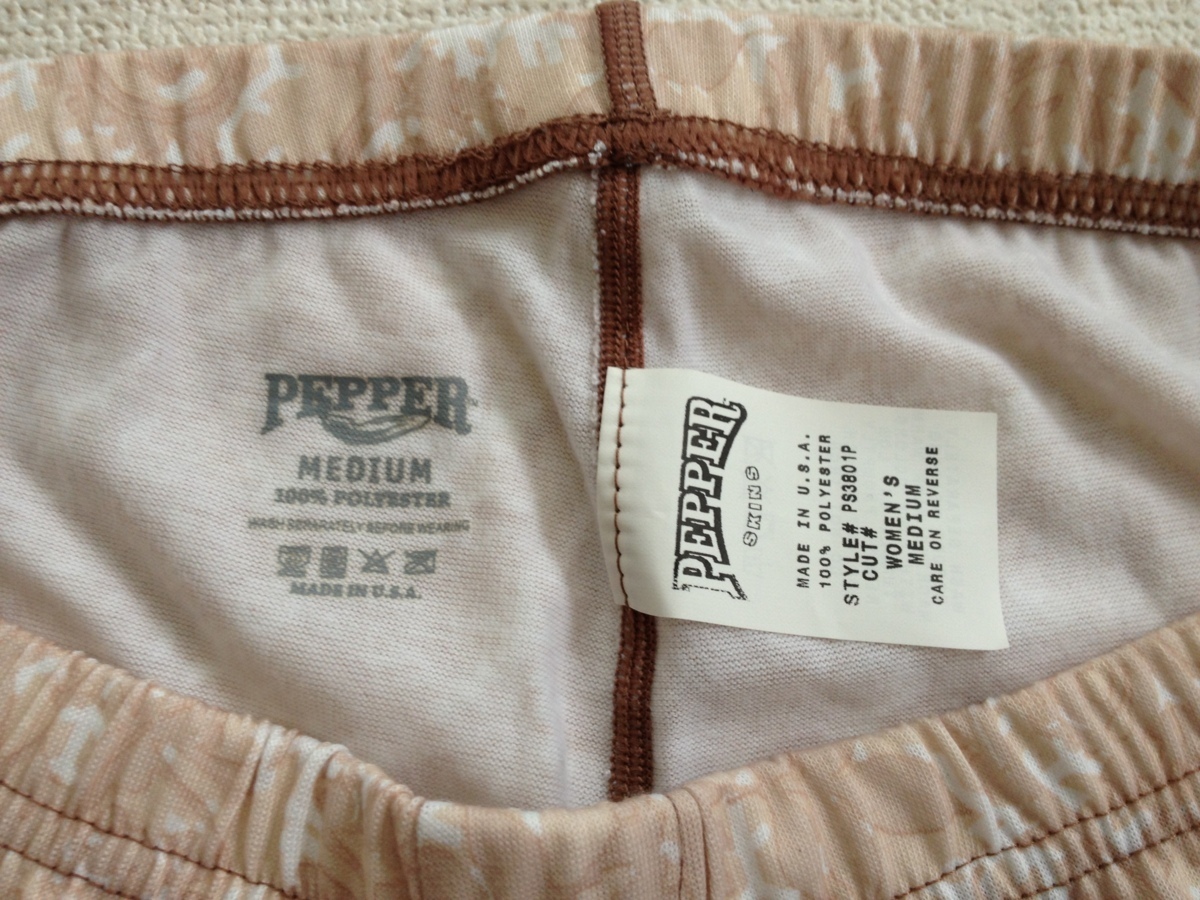 PEPPER
MEDIUM
100% POLYESTER
WASH SEPARATELY BEFORE WEARING
MADE IN U.S.A.
PEPPER
SKINS
MADE IN U.S.A.
100% POLYESTER
STYLE# PS3801P
CUT#
WOMEN'S
MEDIUM
CARE ON REVERSE